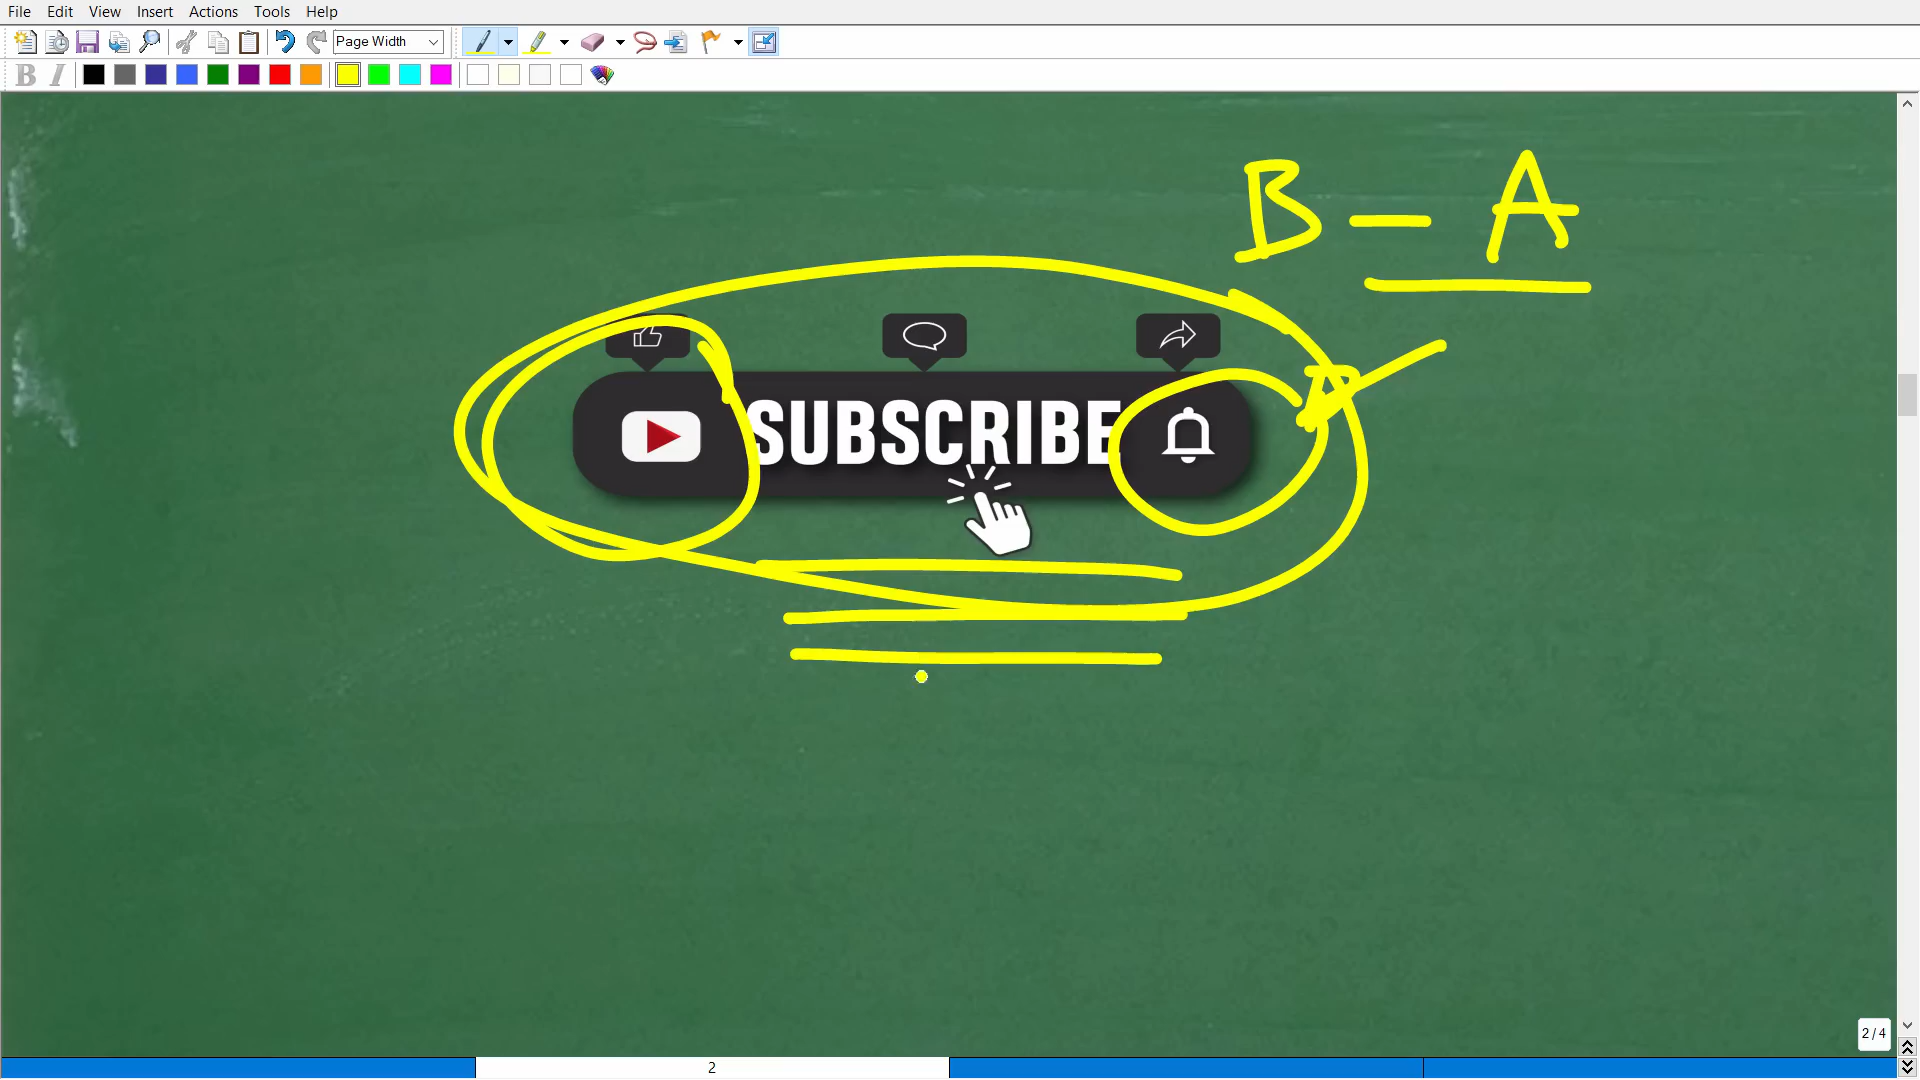 File Edit View Insert Actions Tools Help
Page Width
B I
B - A
SUBSCRIBE
2 / 4
2